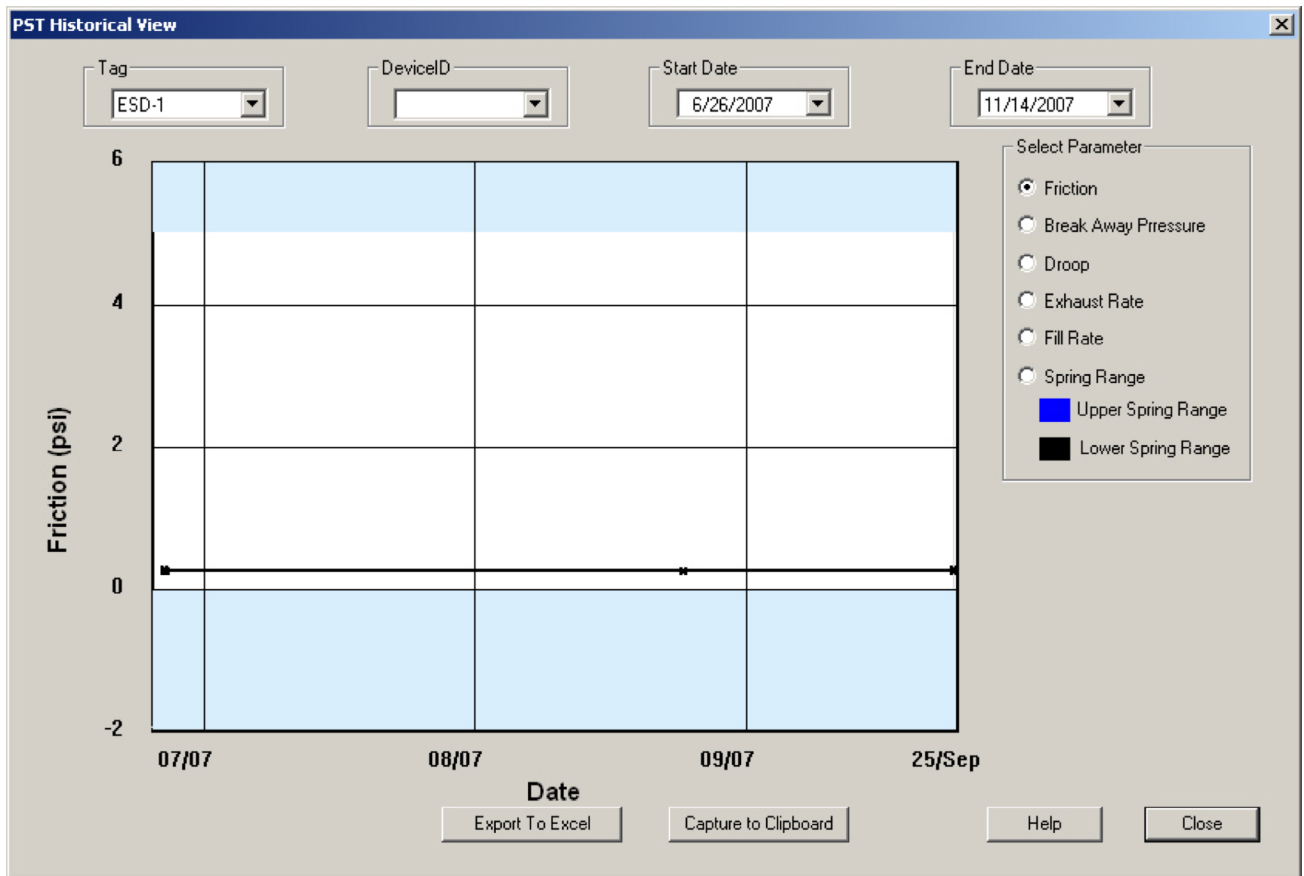 PST Historical View
Tag
DeviceID
Start Date
End Date
ESD-1
6/26/2007
11/14/2007
Select Parameter
Friction
Break Away Prressure
Droop
Exhaust Rate
Fill Rate
Spring Range
Upper Spring Range
Lower Spring Range
6
4
2
0
-2
Friction (psi)
07/07
08/07
09/07
25/Sep
Date
Export To Excel
Capture to Clipboard
Help
Close